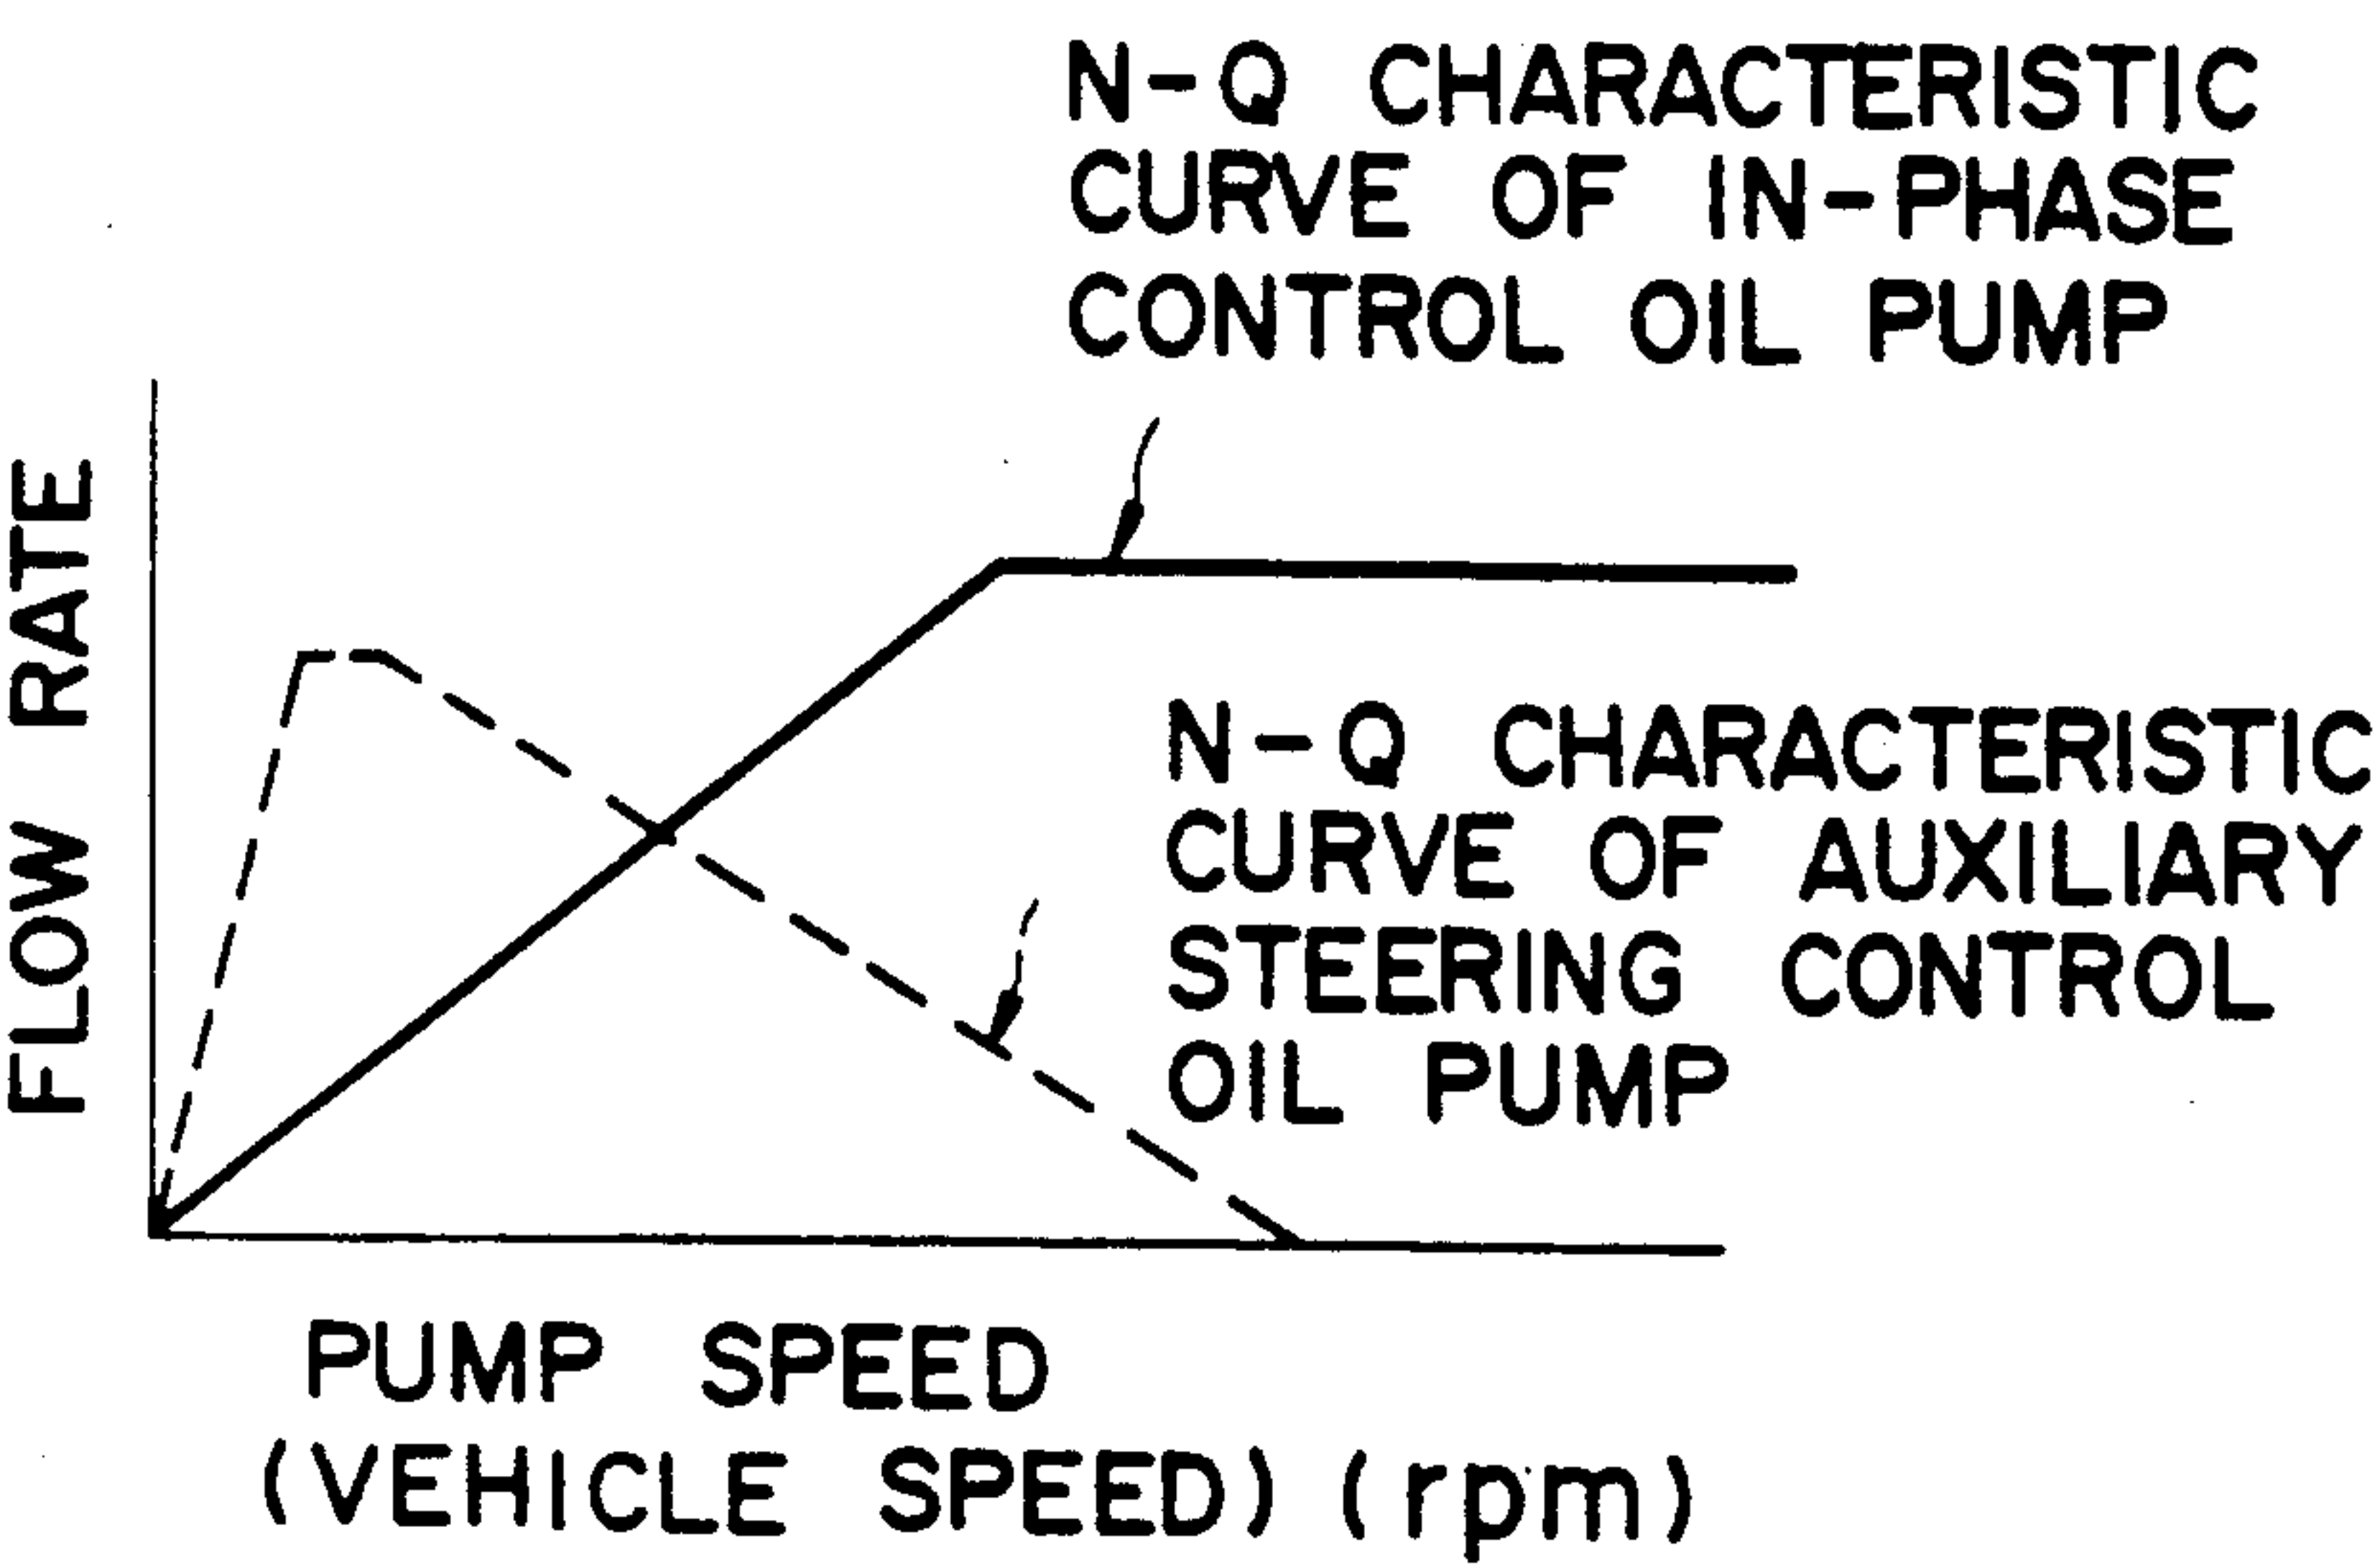 N-Q CHARACTERISTIC
CURVE OF IN-PHASE
CONTROL OIL PUMP
FLOW RATE
N-Q CHARACTERISTIC
CURVE OF AUXILIARY
STEERING CONTROL
OIL PUMP
PUMP SPEED
(VEHICLE SPEED) (rpm)